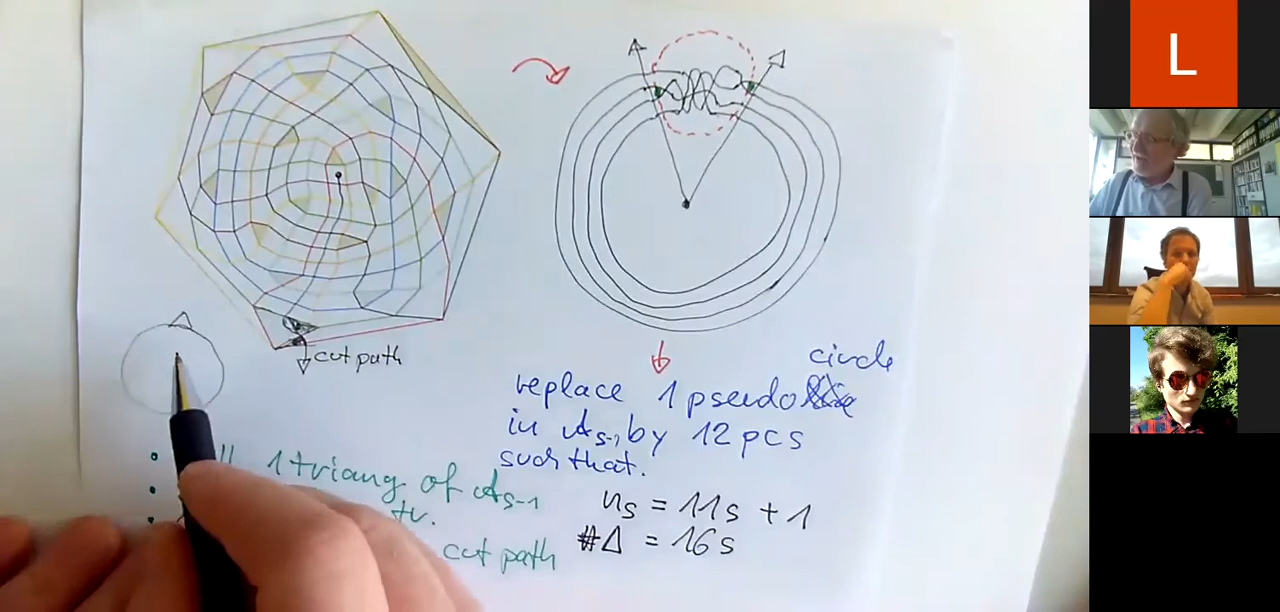 L
cut path
replace 1 pseudo circle
in As-1 by 12 pcs
such that.
ns = 11s + 1
#Δ = 16 s
1 triang of As-1
cut path